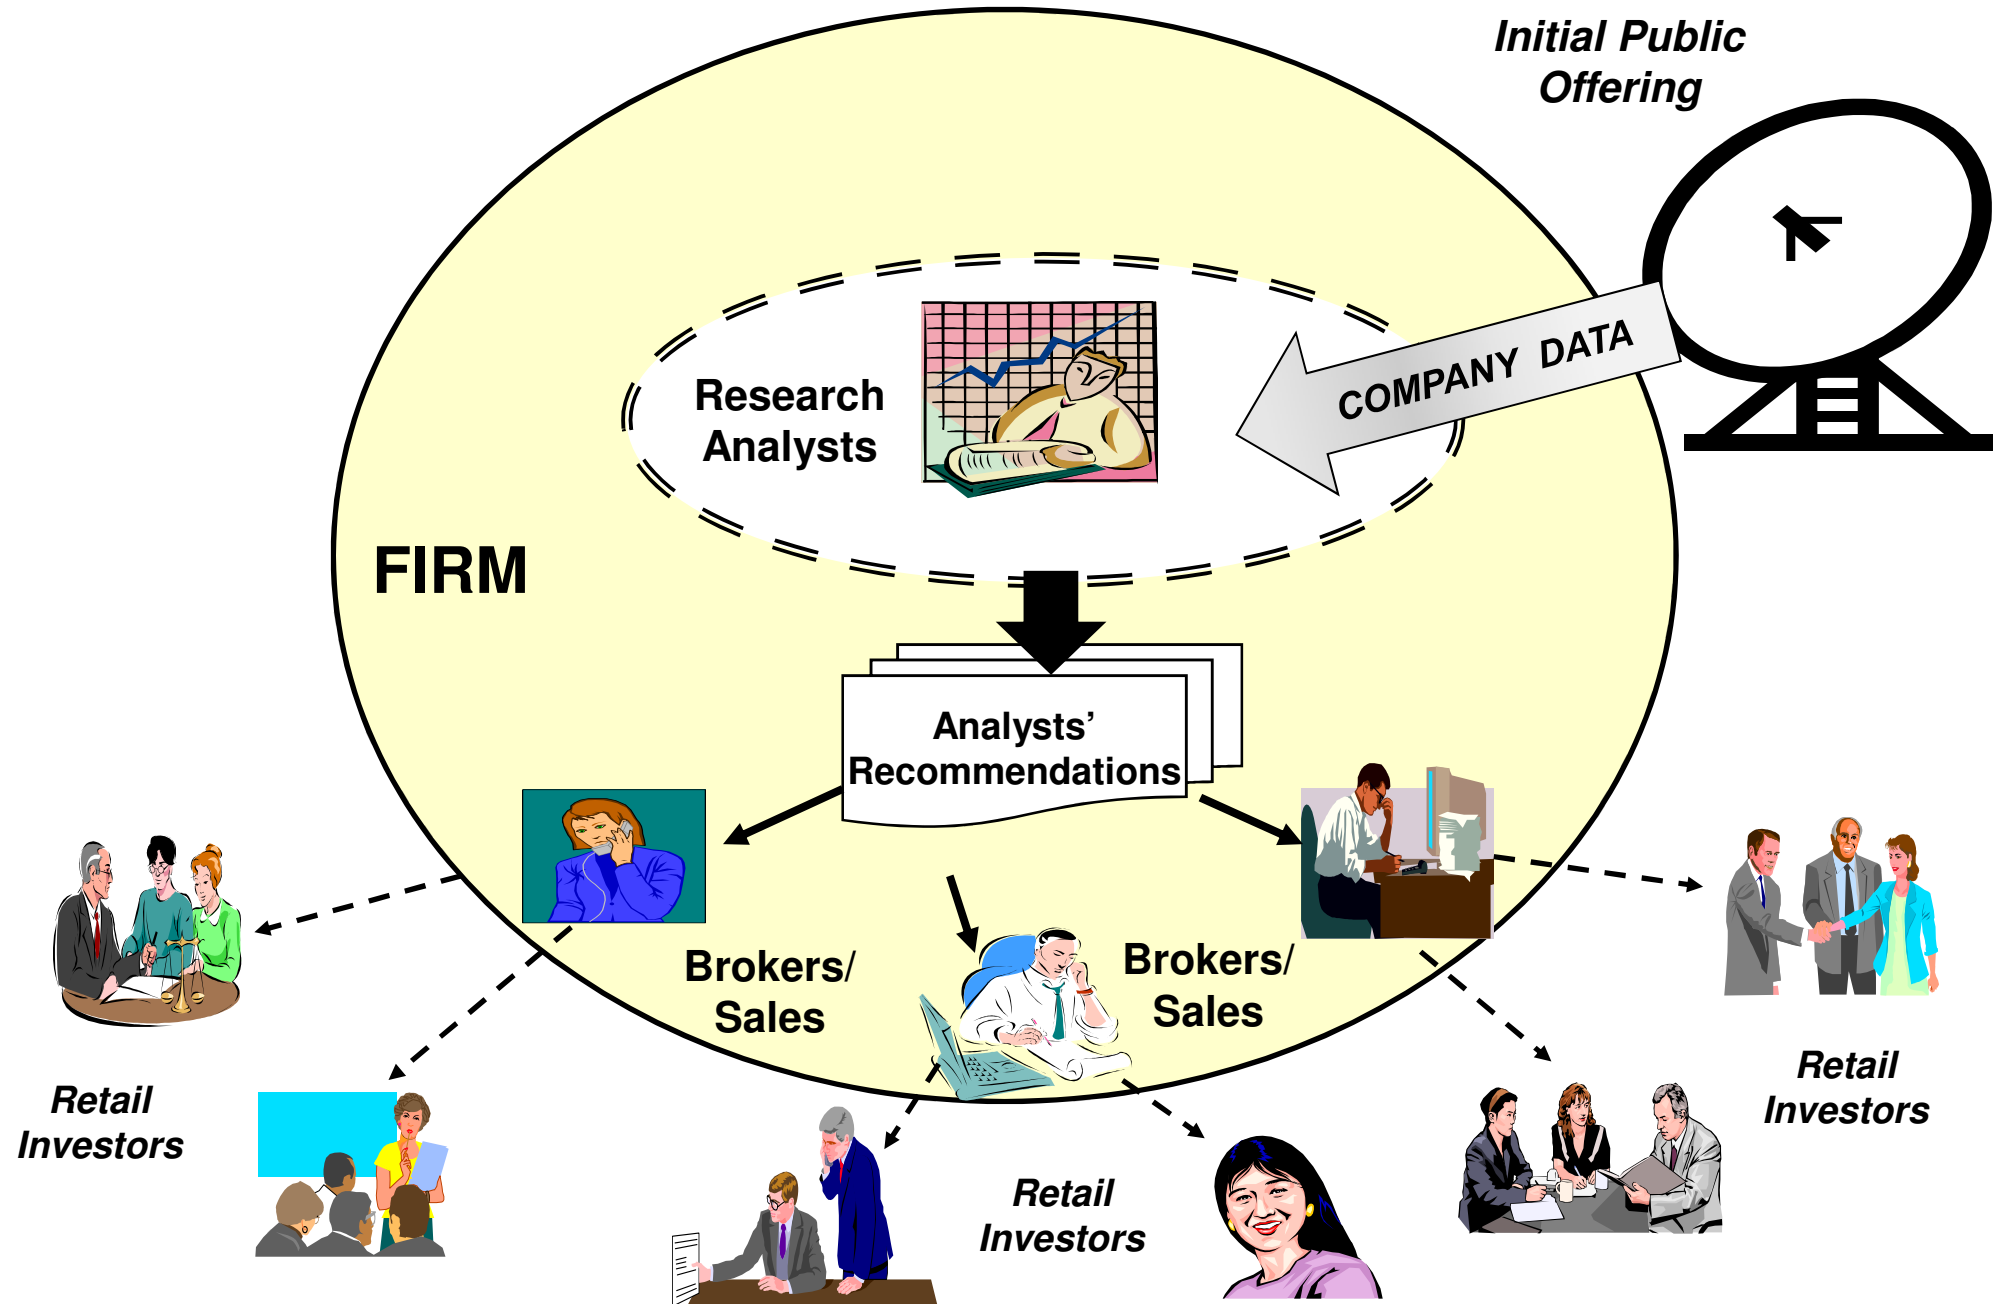 Initial Public
Offering
COMPANY DATA
Research
Analysts
FIRM
Analysts’
Recommendations
Brokers/
Sales
Brokers/
Sales
Retail
Investors
Retail
Investors
Retail
Investors